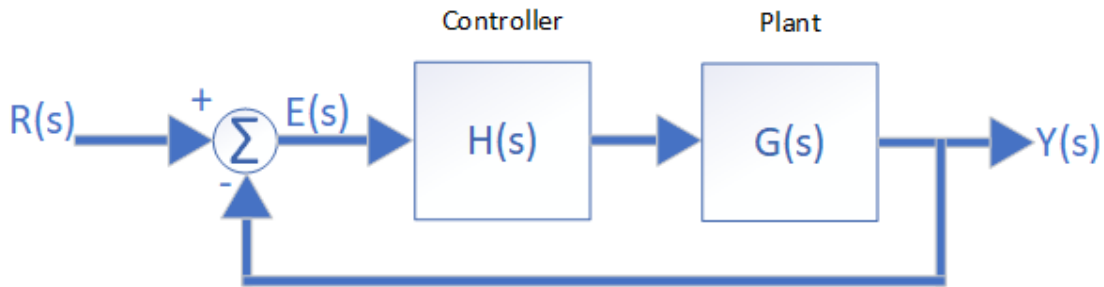 Controller
Plant
R(s)
+
Σ
-
E(s)
H(s)
G(s)
Y(s)